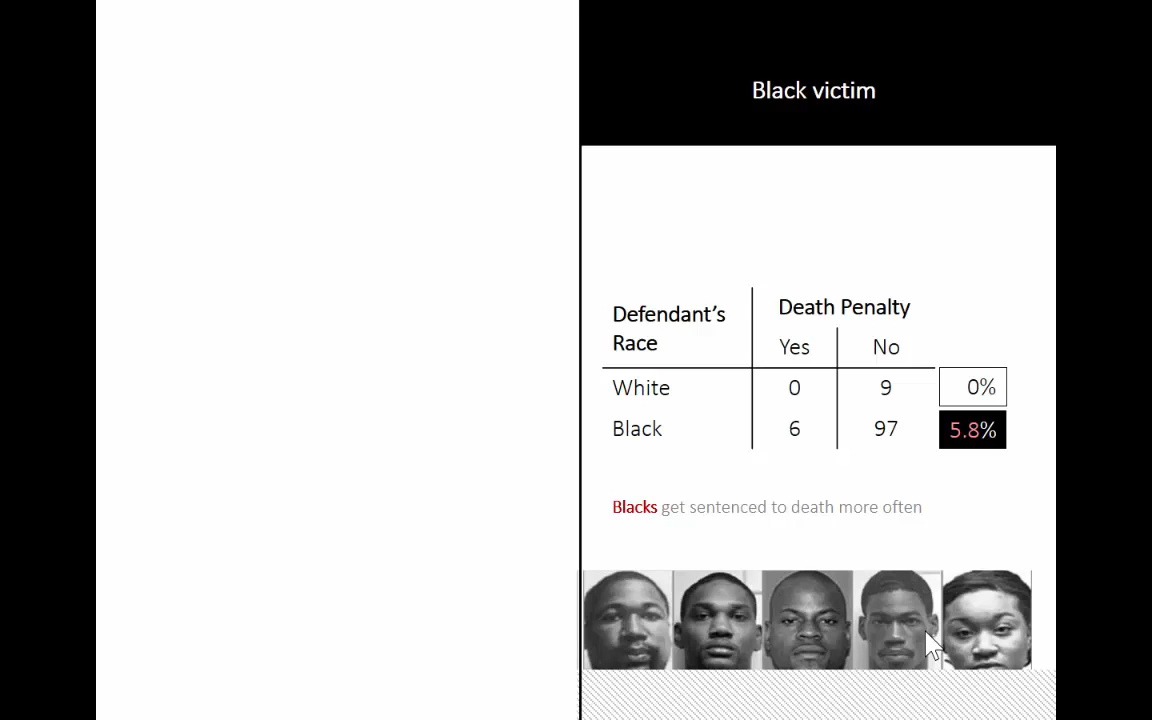 Black victim
Defendant's Race
Death Penalty
Yes No
White 0 9 0%
Black 6 97 5.8%
Blacks get sentenced to death more often